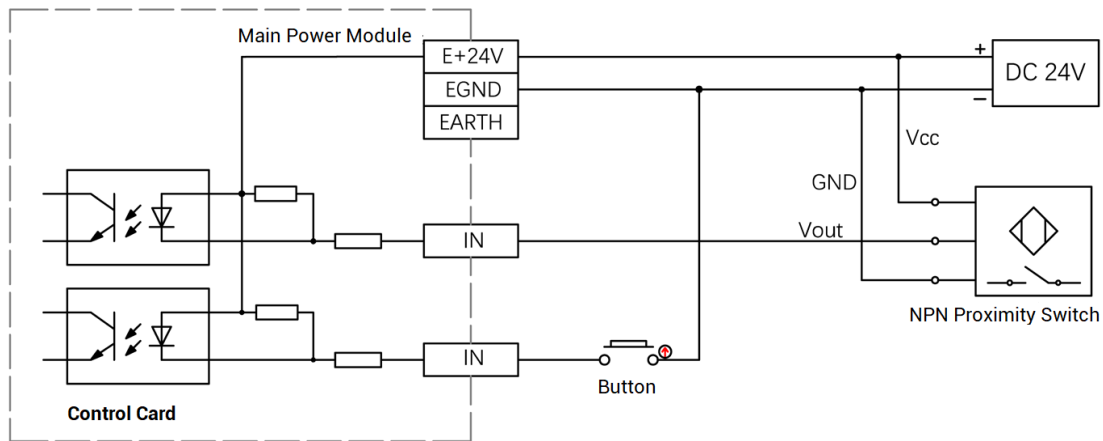 Main Power Module
E+24V
EGND
EARTH
+
DC 24V
−
Vcc
GND
IN
Vout
NPN Proximity Switch
IN
Button
Control Card